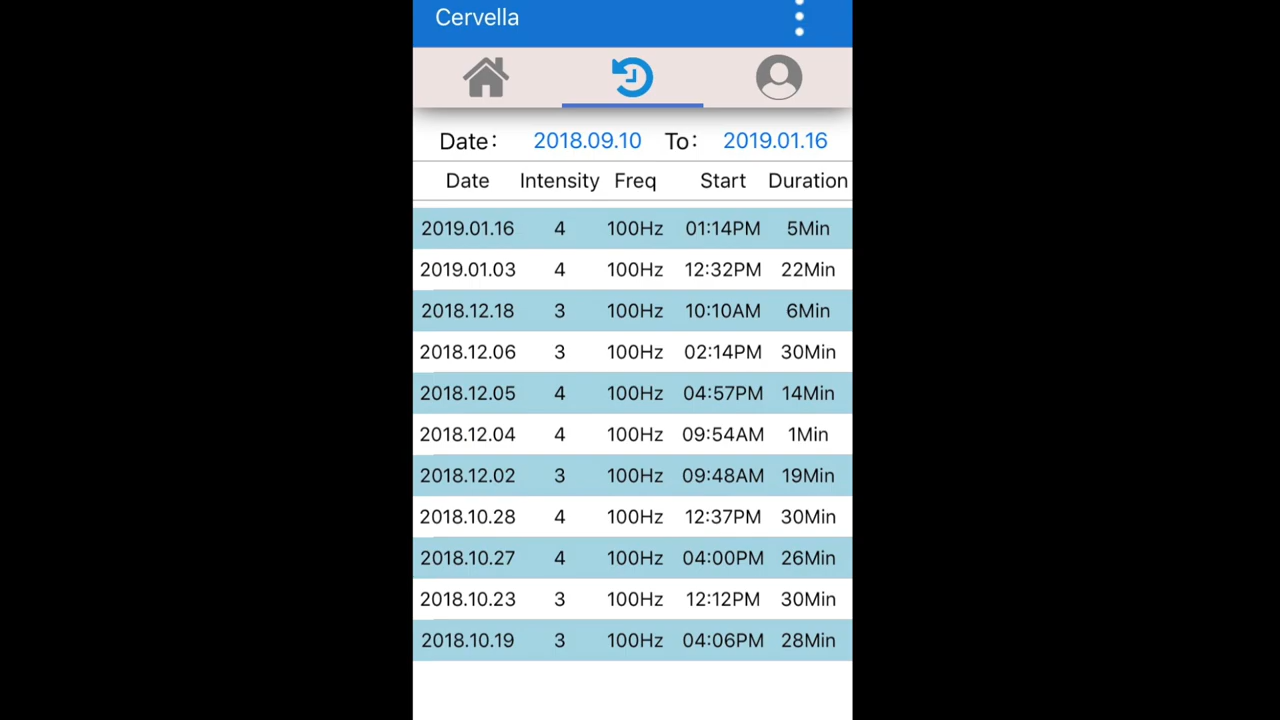 Cervella
Date: 2018.09.10 To: 2019.01.16
Date Intensity Freq Start Duration
2019.01.16 4 100Hz 01:14PM 5Min
2019.01.03 4 100Hz 12:32PM 22Min
2018.12.18 3 100Hz 10:10AM 6Min
2018.12.06 3 100Hz 02:14PM 30Min
2018.12.05 4 100Hz 04:57PM 14Min
2018.12.04 4 100Hz 09:54AM 1Min
2018.12.02 3 100Hz 09:48AM 19Min
2018.10.28 4 100Hz 12:37PM 30Min
2018.10.27 4 100Hz 04:00PM 26Min
2018.10.23 3 100Hz 12:12PM 30Min
2018.10.19 3 100Hz 04:06PM 28Min